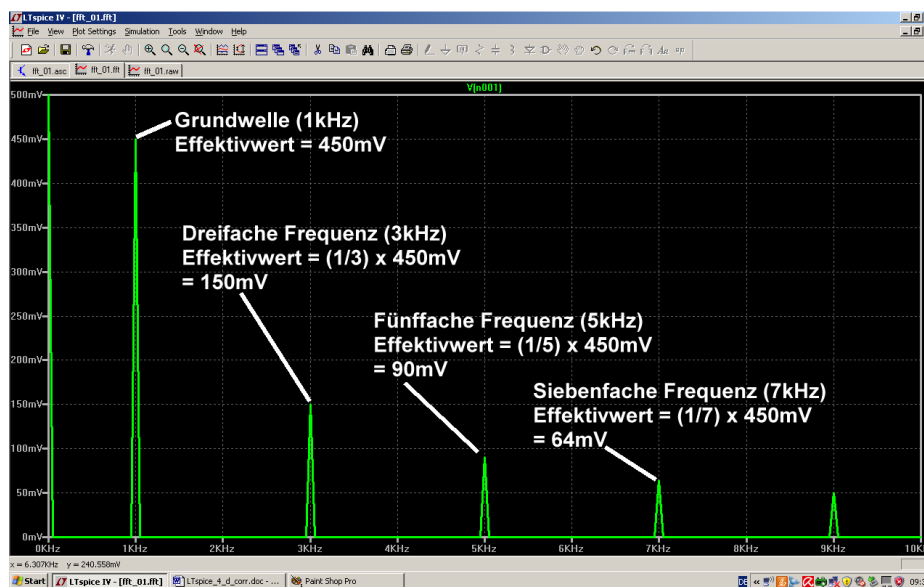 LTspice IV - [fft_01.fft]
File View Plot Settings Simulation Tools Window Help
fft_01.asc fft_01.fft fft_01.raw
V(n001)
500mV
450mV
400mV
350mV
300mV
250mV
200mV
150mV
100mV
50mV
0mV
Grundwelle (1kHz)
Effektivwert = 450mV
Dreifache Frequenz (3kHz)
Effektivwert = (1/3) x 450mV
= 150mV
Fünffache Frequenz (5kHz)
Effektivwert = (1/5) x 450mV
= 90mV
Siebenfache Frequenz (7kHz)
Effektivwert = (1/7) x 450mV
= 64mV
0KHz 1KHz 2KHz 3KHz 4KHz 5KHz 6KHz 7KHz 8KHz 9KHz 10K
x = 6.307KHz y = 240.558mV
Start LTspice IV - [fft_01.fft] LTspice_4_d_corr.doc - ... Paint Shop Pro DE « 09: